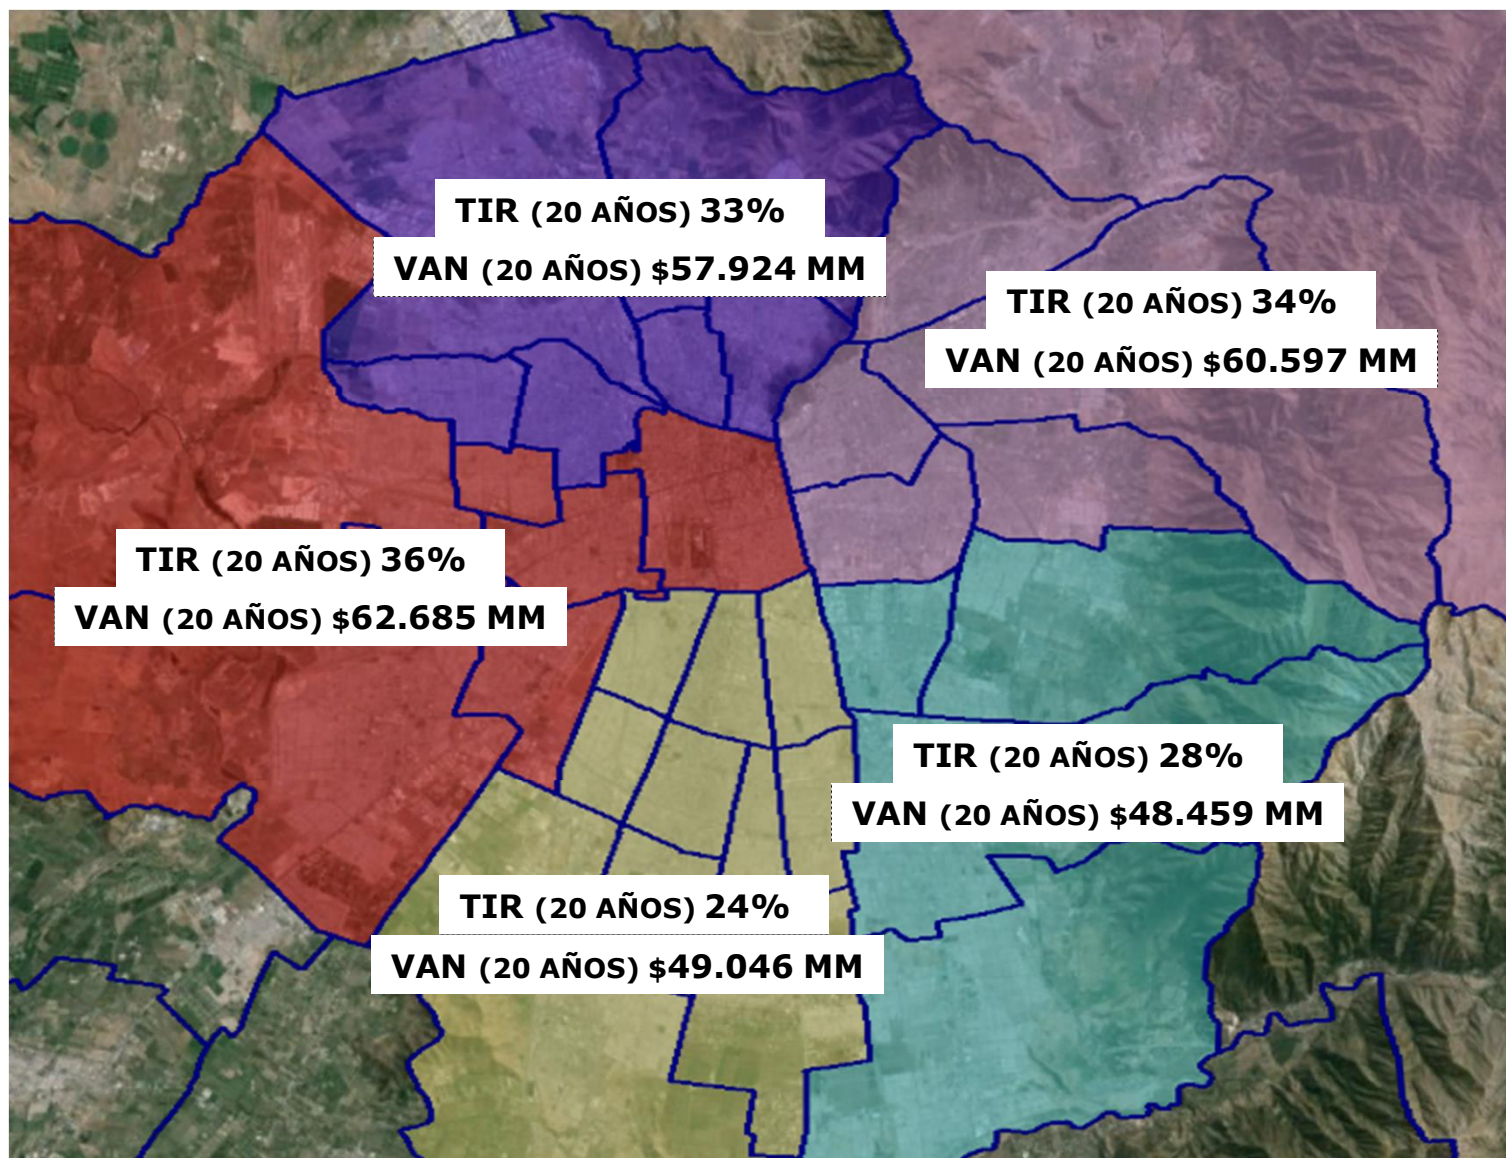 TIR (20 AÑOS) 33%
VAN (20 AÑOS) $57.924 MM
TIR (20 AÑOS) 34%
VAN (20 AÑOS) $60.597 MM
TIR (20 AÑOS) 36%
VAN (20 AÑOS) $62.685 MM
TIR (20 AÑOS) 28%
VAN (20 AÑOS) $48.459 MM
TIR (20 AÑOS) 24%
VAN (20 AÑOS) $49.046 MM